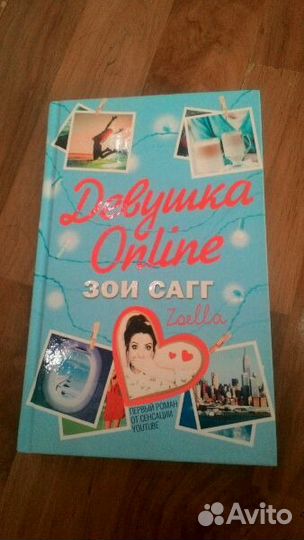 Девушка
Online
ЗОИ САГГ
Zoella
ПЕРВЫЙ РОМАН
ОТ СЕНСАЦИИ
YOUTUBE
Avito